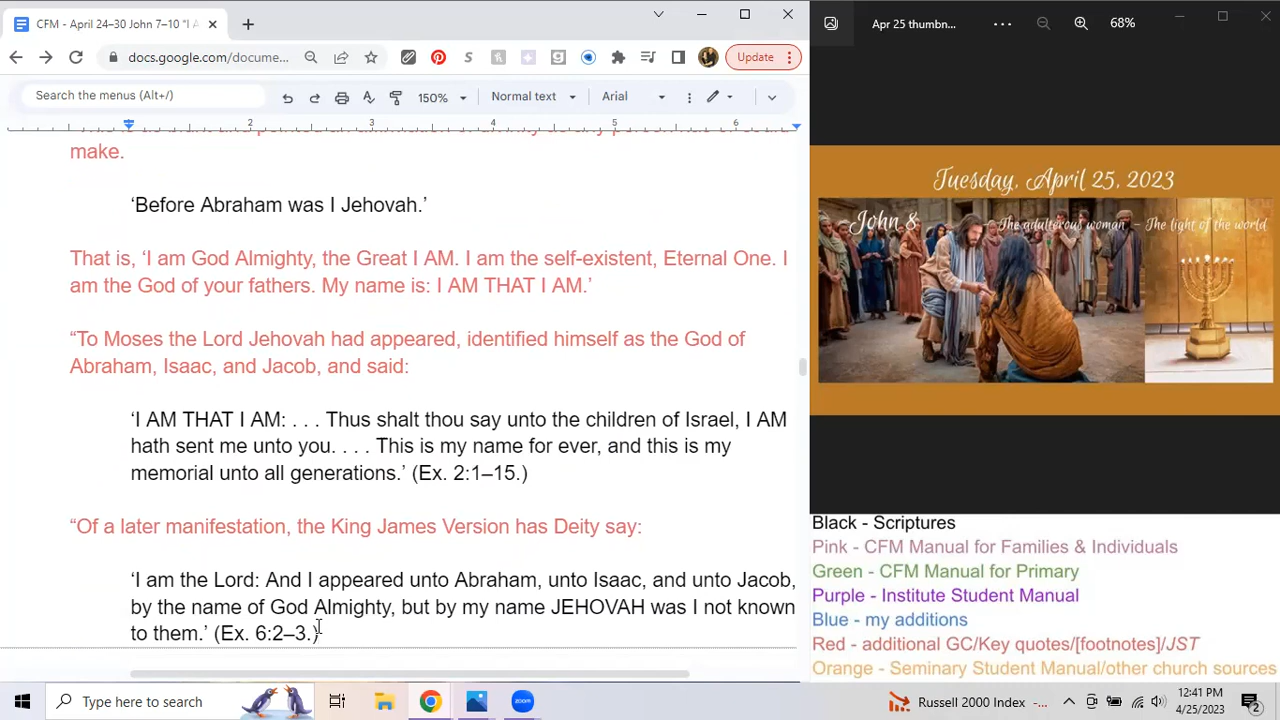 CFM - April 24–30 John 7–10 “I A
docs.google.com/docume...
Update
Search the menus (Alt+/)
150%
Normal text
Arial
2
3
4
5
6
make.
‘Before Abraham was I Jehovah.’
That is, ‘I am God Almighty, the Great I AM. I am the self-existent, Eternal One. I
am the God of your fathers. My name is: I AM THAT I AM.’
“To Moses the Lord Jehovah had appeared, identified himself as the God of
Abraham, Isaac, and Jacob, and said:
‘I AM THAT I AM: . . . Thus shalt thou say unto the children of Israel, I AM
hath sent me unto you. . . . This is my name for ever, and this is my
memorial unto all generations.’ (Ex. 2:1–15.)
“Of a later manifestation, the King James Version has Deity say:
‘I am the Lord: And I appeared unto Abraham, unto Isaac, and unto Jacob,
by the name of God Almighty, but by my name JEHOVAH was I not known
to them.’ (Ex. 6:2–3.)
Apr 25 thumbn...
68%
Tuesday, April 25, 2023
John 8
- The adulterous woman - The light of the world
Black - Scriptures
Pink - CFM Manual for Families & Individuals
Green - CFM Manual for Primary
Purple - Institute Student Manual
Blue - my additions
Red - additional GC/Key quotes/[footnotes]/JST
Orange - Seminary Student Manual/other church sources
Type here to search
zoom
Russell 2000 Index
12:41 PM
4/25/2023
2